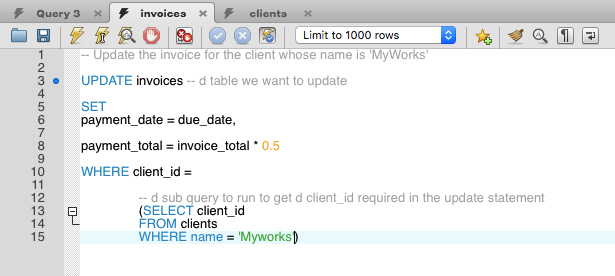 Query 3
invoices
clients
Limit to 1000 rows
1 -- Update the invoice for the client whose name is 'MyWorks'
2
3 UPDATE invoices -- d table we want to update
4
5 SET
6 payment_date = due_date,
7
8 payment_total = invoice_total * 0.5
9
10 WHERE client_id =
11
12 -- d sub query to run to get d client_id required in the update statement
13 (SELECT client_id
14 FROM clients
15 WHERE name = 'Myworks')